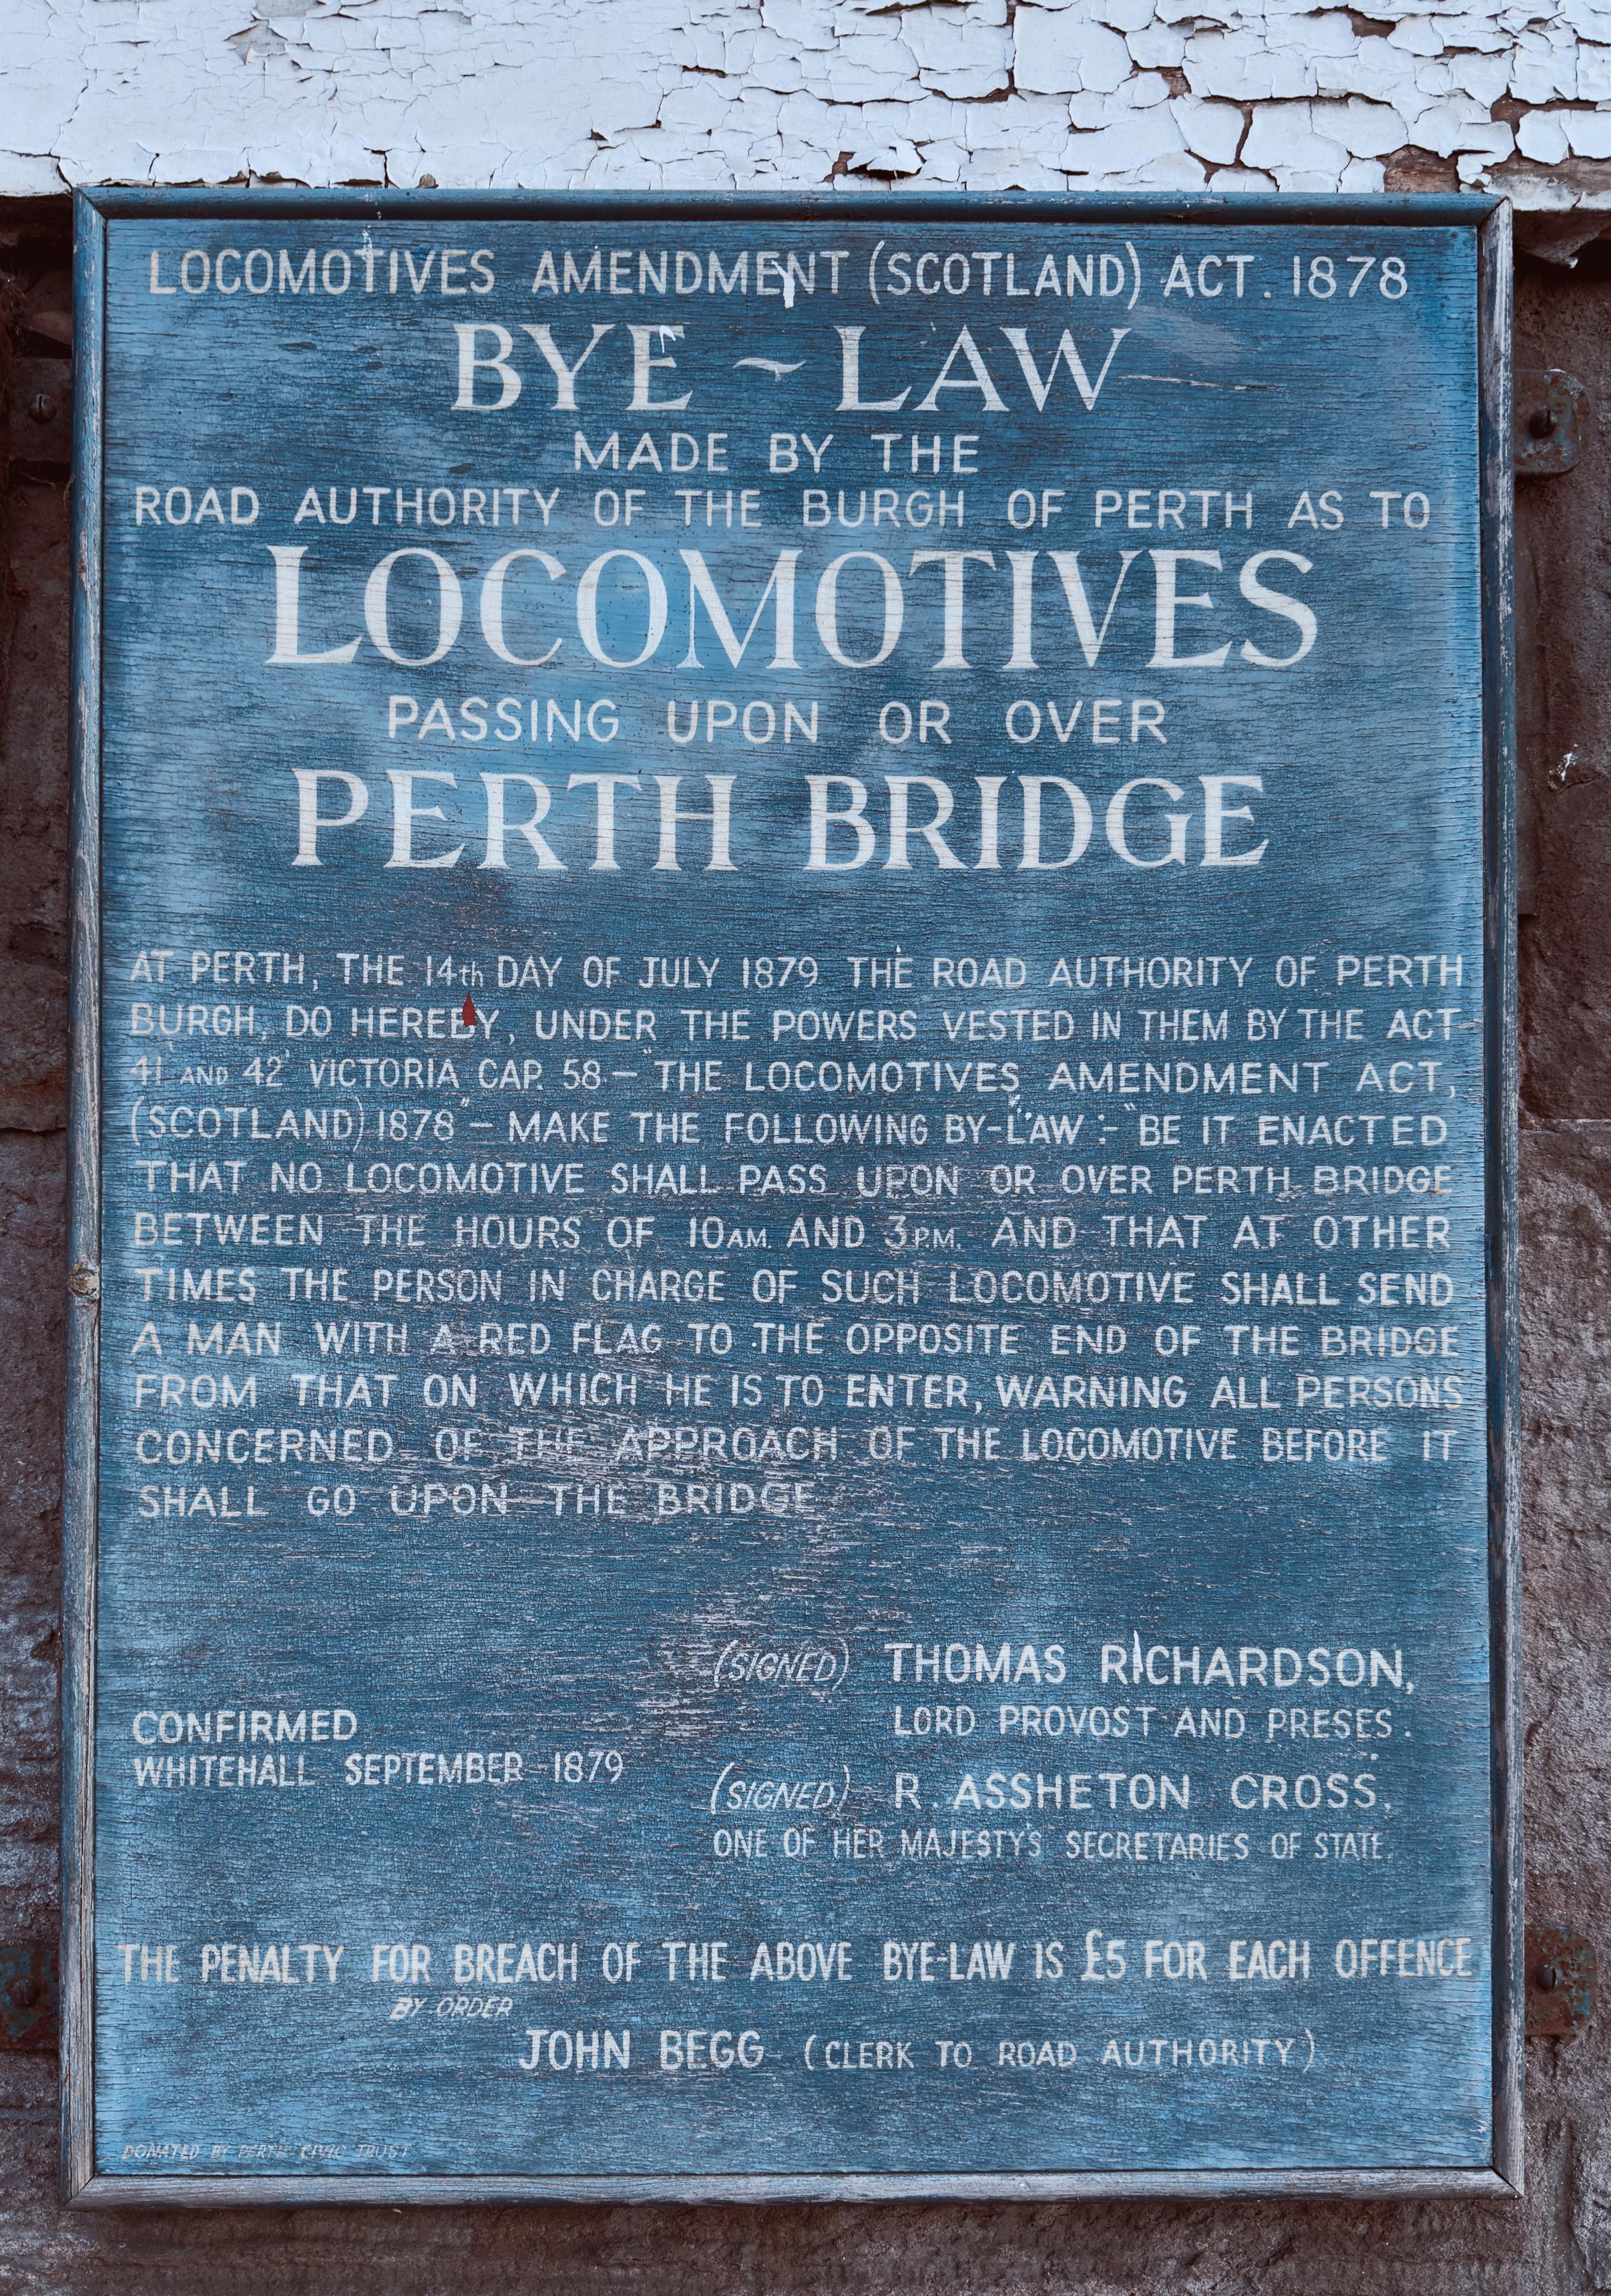 LOCOMOTIVES AMENDMENT (SCOTLAND) ACT. 1878
BYE ~ LAW
MADE BY THE
ROAD AUTHORITY OF THE BURGH OF PERTH AS TO
LOCOMOTIVES
PASSING UPON OR OVER
PERTH BRIDGE
AT PERTH, THE 14th DAY OF JULY 1879 THE ROAD AUTHORITY OF PERTH
BURGH, DO HEREBY, UNDER THE POWERS VESTED IN THEM BY THE ACT
41 AND 42 VICTORIA CAP. 58 – "THE LOCOMOTIVES AMENDMENT ACT,
(SCOTLAND) 1878" – MAKE THE FOLLOWING BY-LAW :- "BE IT ENACTED
THAT NO LOCOMOTIVE SHALL PASS UPON OR OVER PERTH BRIDGE
BETWEEN THE HOURS OF 10 AM. AND 3 P.M. AND THAT AT OTHER
TIMES THE PERSON IN CHARGE OF SUCH LOCOMOTIVE SHALL SEND
A MAN WITH A RED FLAG TO THE OPPOSITE END OF THE BRIDGE
FROM THAT ON WHICH HE IS TO ENTER, WARNING ALL PERSONS
CONCERNED OF THE APPROACH OF THE LOCOMOTIVE BEFORE IT
SHALL GO UPON THE BRIDGE
(SIGNED) THOMAS RICHARDSON,
LORD PROVOST AND PRESES.
CONFIRMED
WHITEHALL SEPTEMBER 1879
(SIGNED) R. ASSHETON CROSS,
ONE OF HER MAJESTY'S SECRETARIES OF STATE.
THE PENALTY FOR BREACH OF THE ABOVE BYE-LAW IS £5 FOR EACH OFFENCE
BY ORDER
JOHN BEGG (CLERK TO ROAD AUTHORITY)
DONATED BY PERTH CIVIC TRUST